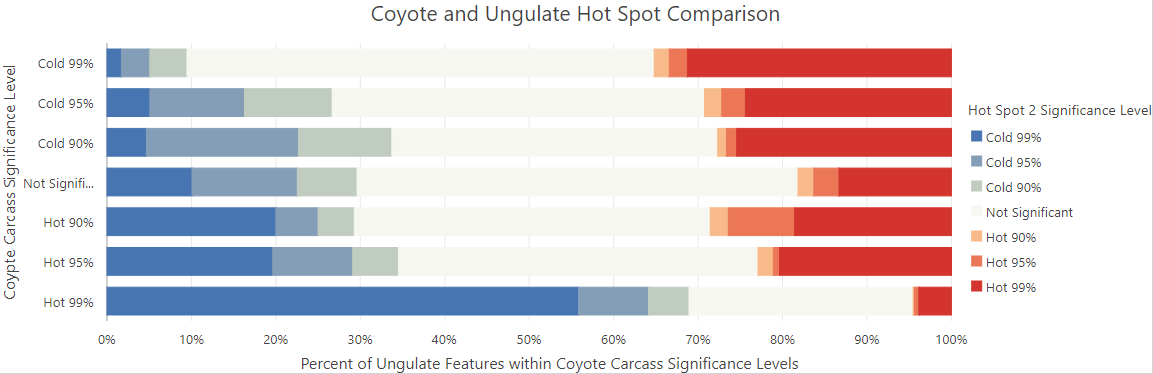 Coyote and Ungulate Hot Spot Comparison
Coypte Carcass Significance Level
Cold 99%
Cold 95%
Cold 90%
Not Signifi...
Hot 90%
Hot 95%
Hot 99%
0% 10% 20% 30% 40% 50% 60% 70% 80% 90% 100%
Percent of Ungulate Features within Coyote Carcass Significance Levels
Hot Spot 2 Significance Level
Cold 99%
Cold 95%
Cold 90%
Not Significant
Hot 90%
Hot 95%
Hot 99%